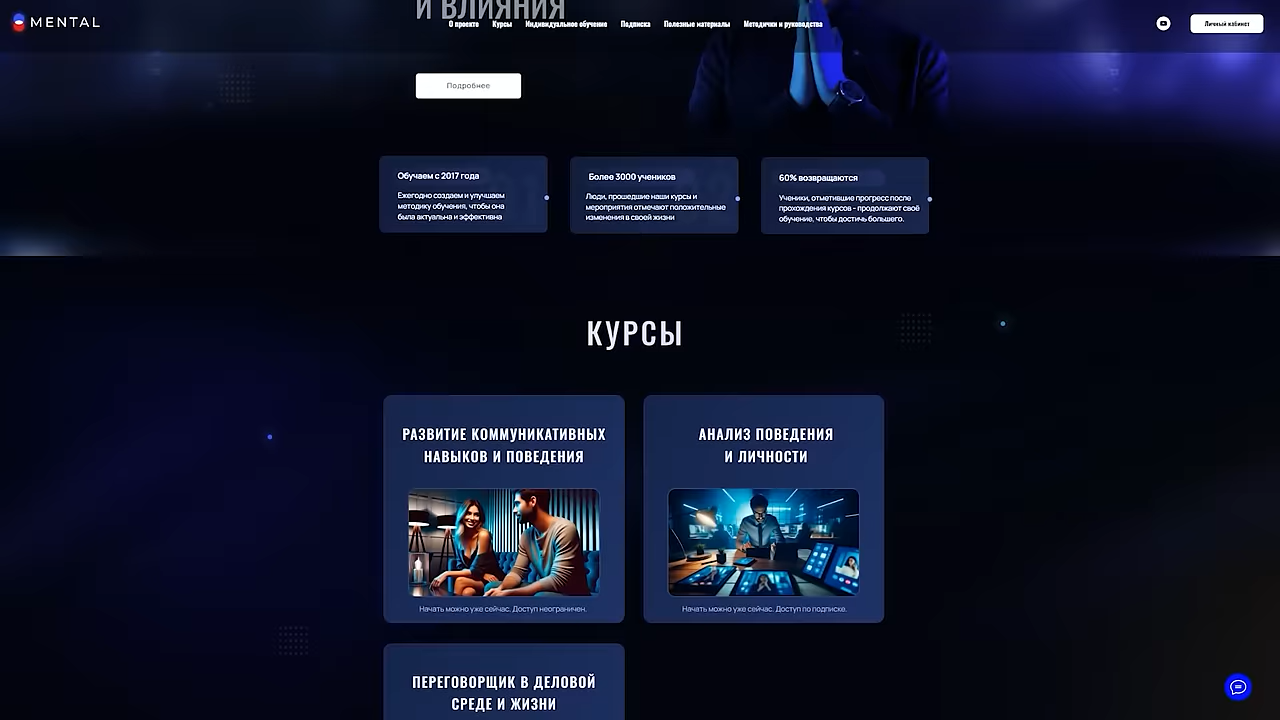 И ВЛИЯНИЯ
MENTAL
О проекте Курсы Индивидуальное обучение Подписка Полезные материалы Методички и руководства
Личный кабинет
Подробнее
Обучаем с 2017 года
Ежегодно создаем и улучшаем
методику обучения, чтобы она
была актуальна и эффективна
Более 3000 учеников
Люди, прошедшие наши курсы и
мероприятия отмечают положительные
изменения в своей жизни
60% возвращаются
Ученики, отметившие прогресс после
прохождения курсов - продолжают своё
обучение, чтобы достичь большего.
КУРСЫ
РАЗВИТИЕ КОММУНИКАТИВНЫХ
НАВЫКОВ И ПОВЕДЕНИЯ
Начать можно уже сейчас. Доступ неограничен.
АНАЛИЗ ПОВЕДЕНИЯ
И ЛИЧНОСТИ
Начать можно уже сейчас. Доступ по подписке.
ПЕРЕГОВОРЩИК В ДЕЛОВОЙ
СРЕДЕ И ЖИЗНИ